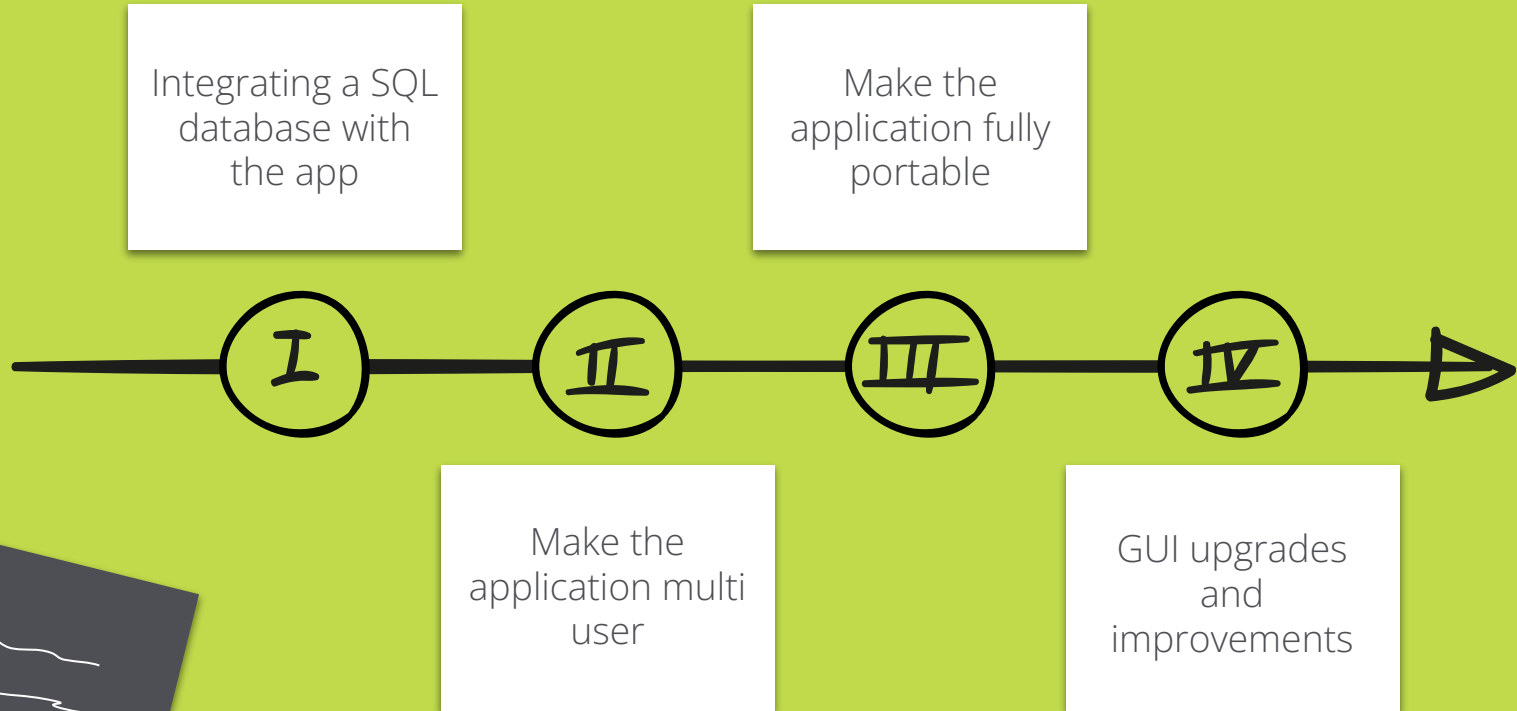 Integrating a SQL
database with
the app
Make the
application fully
portable
I
II
III
IV
Make the
application multi
user
GUI upgrades
and
improvements